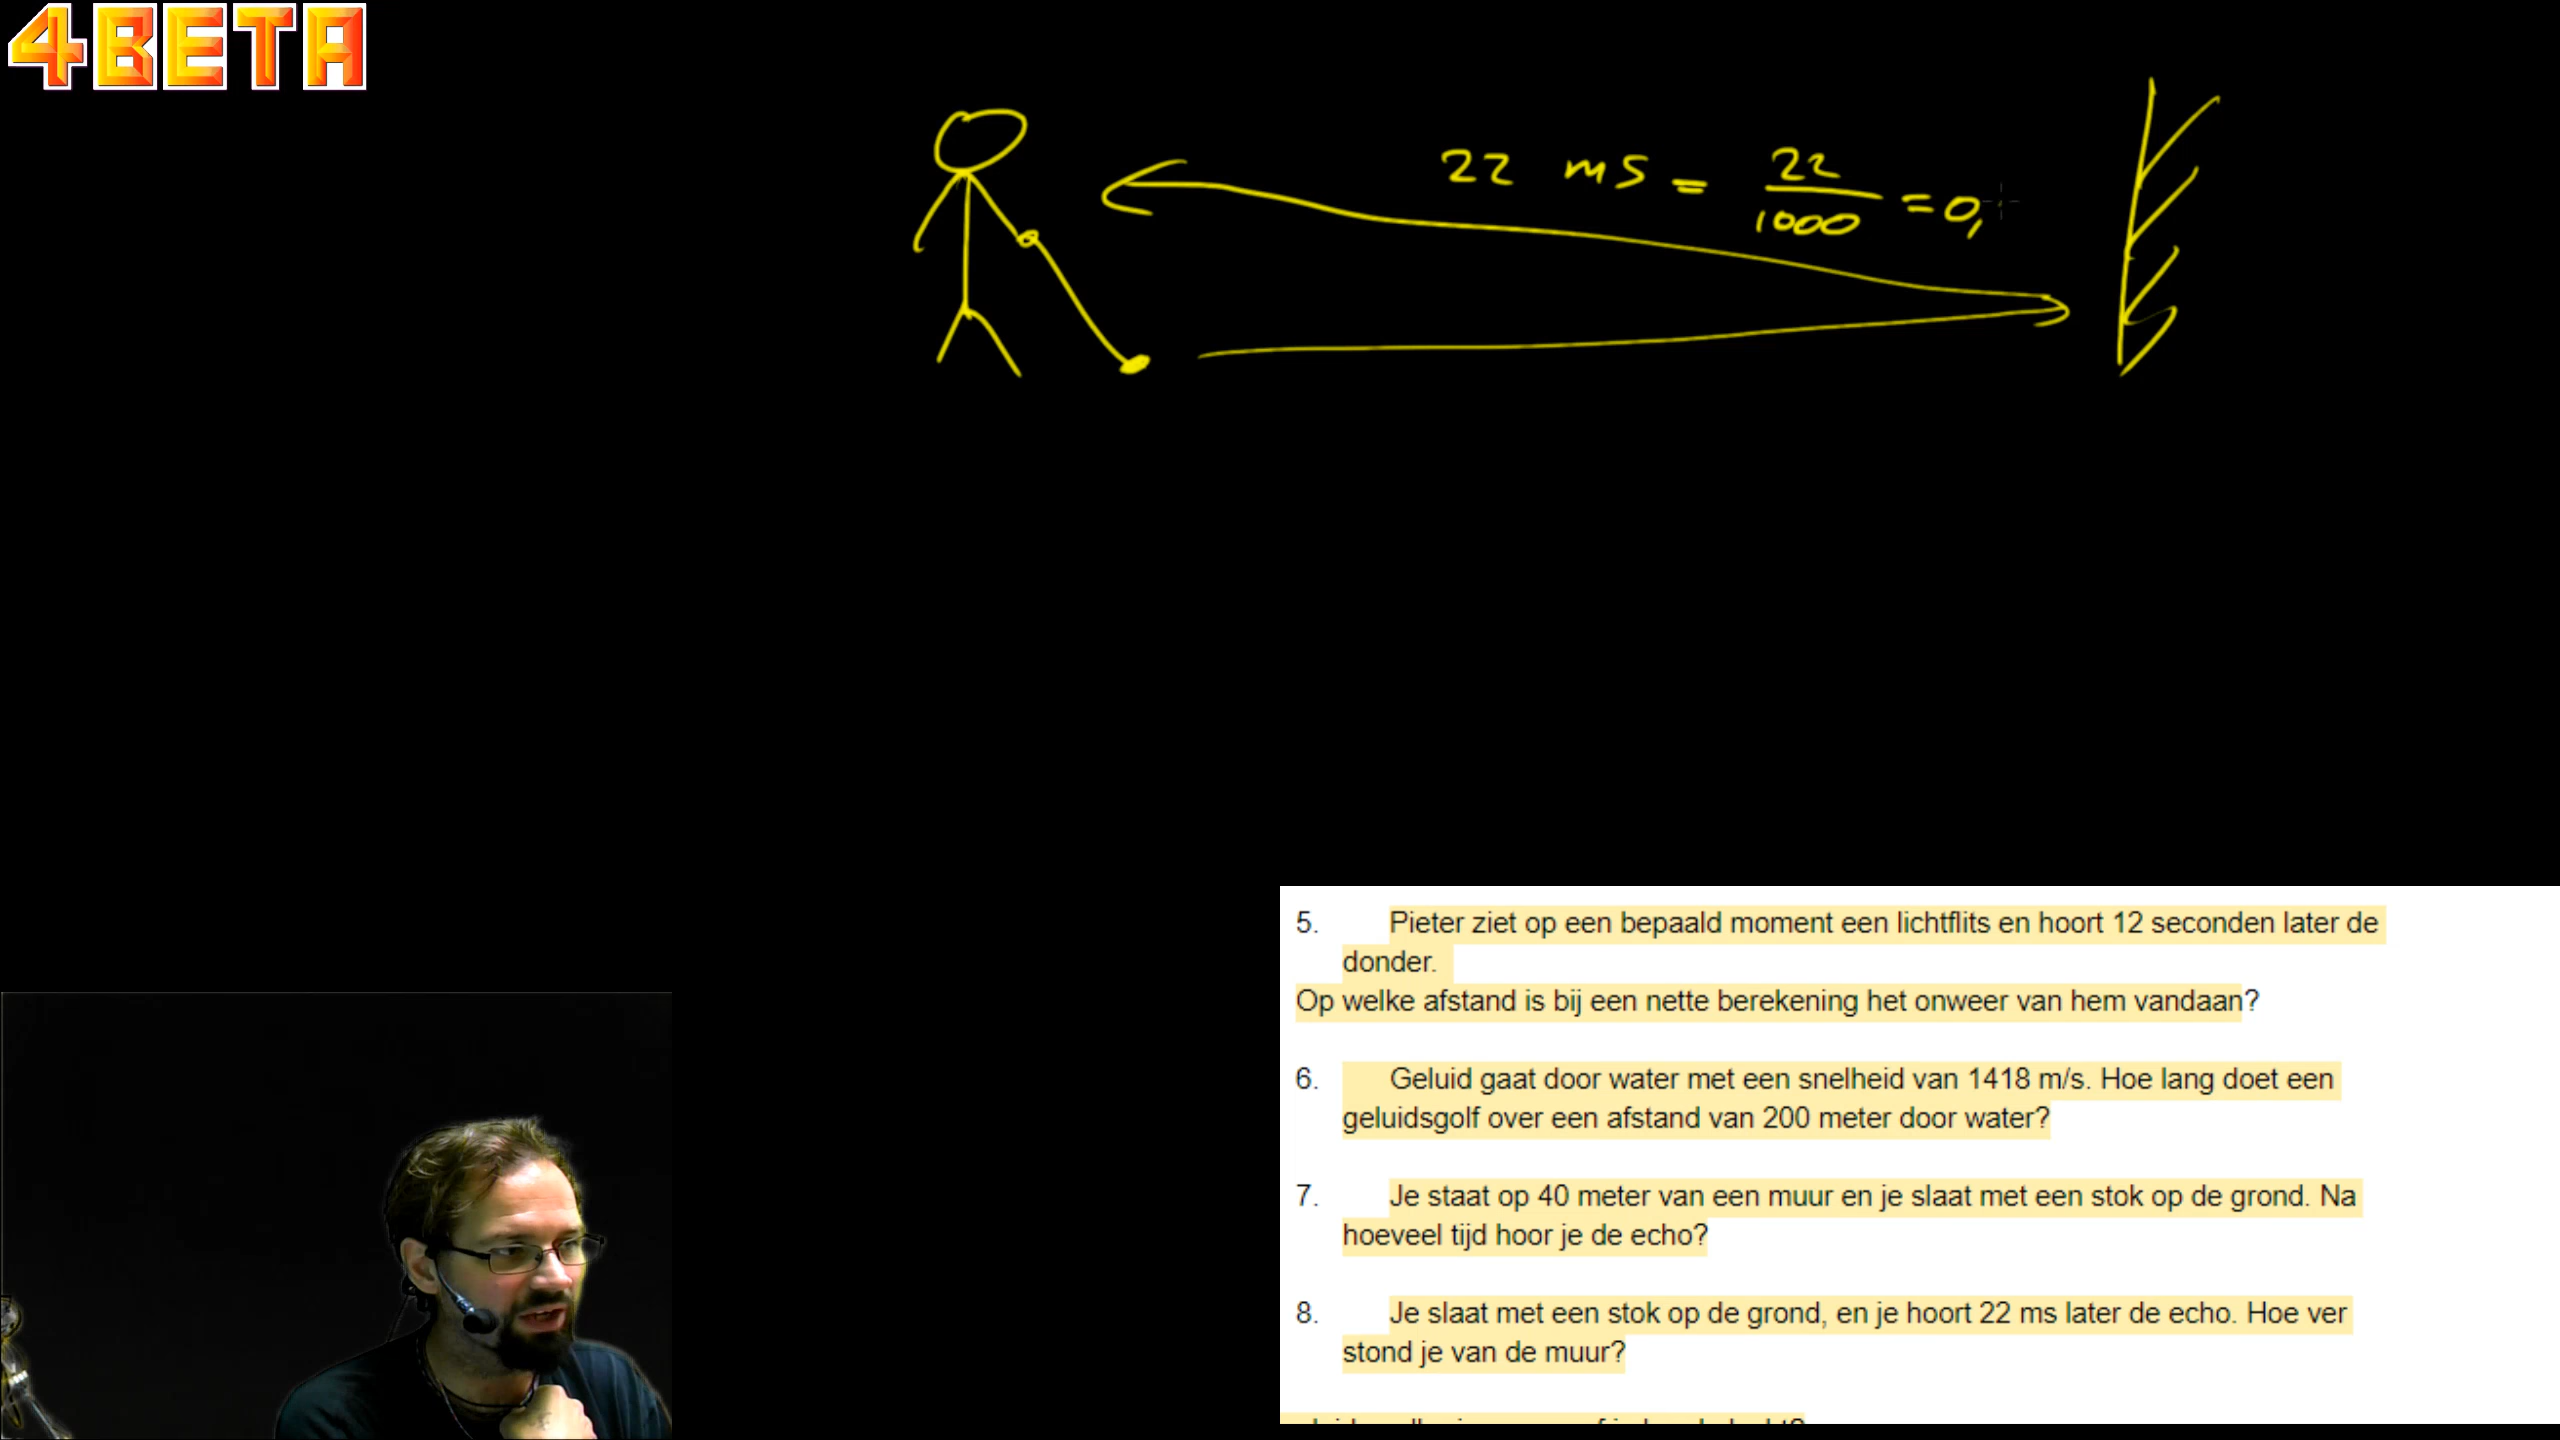 4BETA
22 ms = 22/1000 = 0,
5. Pieter ziet op een bepaald moment een lichtflits en hoort 12 seconden later de
donder.
Op welke afstand is bij een nette berekening het onweer van hem vandaan?
6. Geluid gaat door water met een snelheid van 1418 m/s. Hoe lang doet een
geluidsgolf over een afstand van 200 meter door water?
7. Je staat op 40 meter van een muur en je slaat met een stok op de grond. Na
hoeveel tijd hoor je de echo?
8. Je slaat met een stok op de grond, en je hoort 22 ms later de echo. Hoe ver
stond je van de muur?